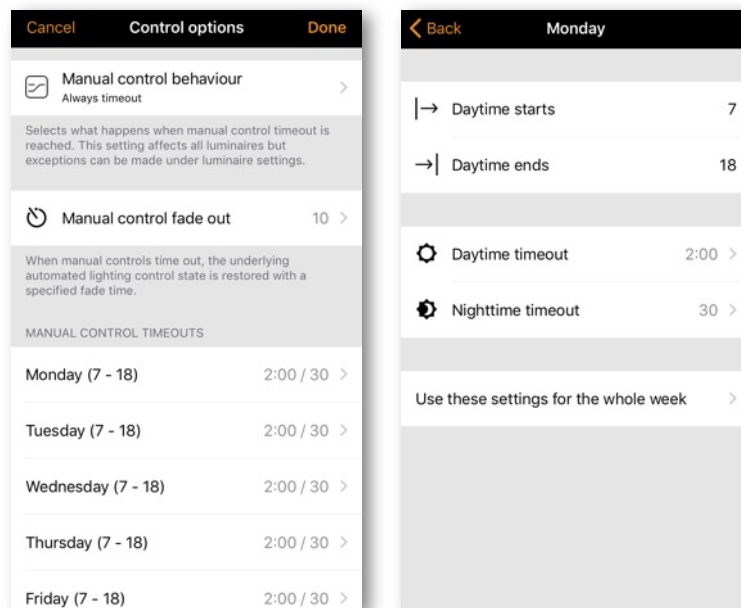 Cancel Control options Done
Manual control behaviour
Always timeout
Selects what happens when manual control timeout is
reached. This setting affects all luminaires but
exceptions can be made under luminaire settings.
Manual control fade out 10
When manual controls time out, the underlying
automated lighting control state is restored with a
specified fade time.
MANUAL CONTROL TIMEOUTS
Monday (7 - 18) 2:00 / 30
Tuesday (7 - 18) 2:00 / 30
Wednesday (7 - 18) 2:00 / 30
Thursday (7 - 18) 2:00 / 30
Friday (7 - 18) 2:00 / 30
Back Monday
Daytime starts 7
Daytime ends 18
Daytime timeout 2:00
Nighttime timeout 30
Use these settings for the whole week